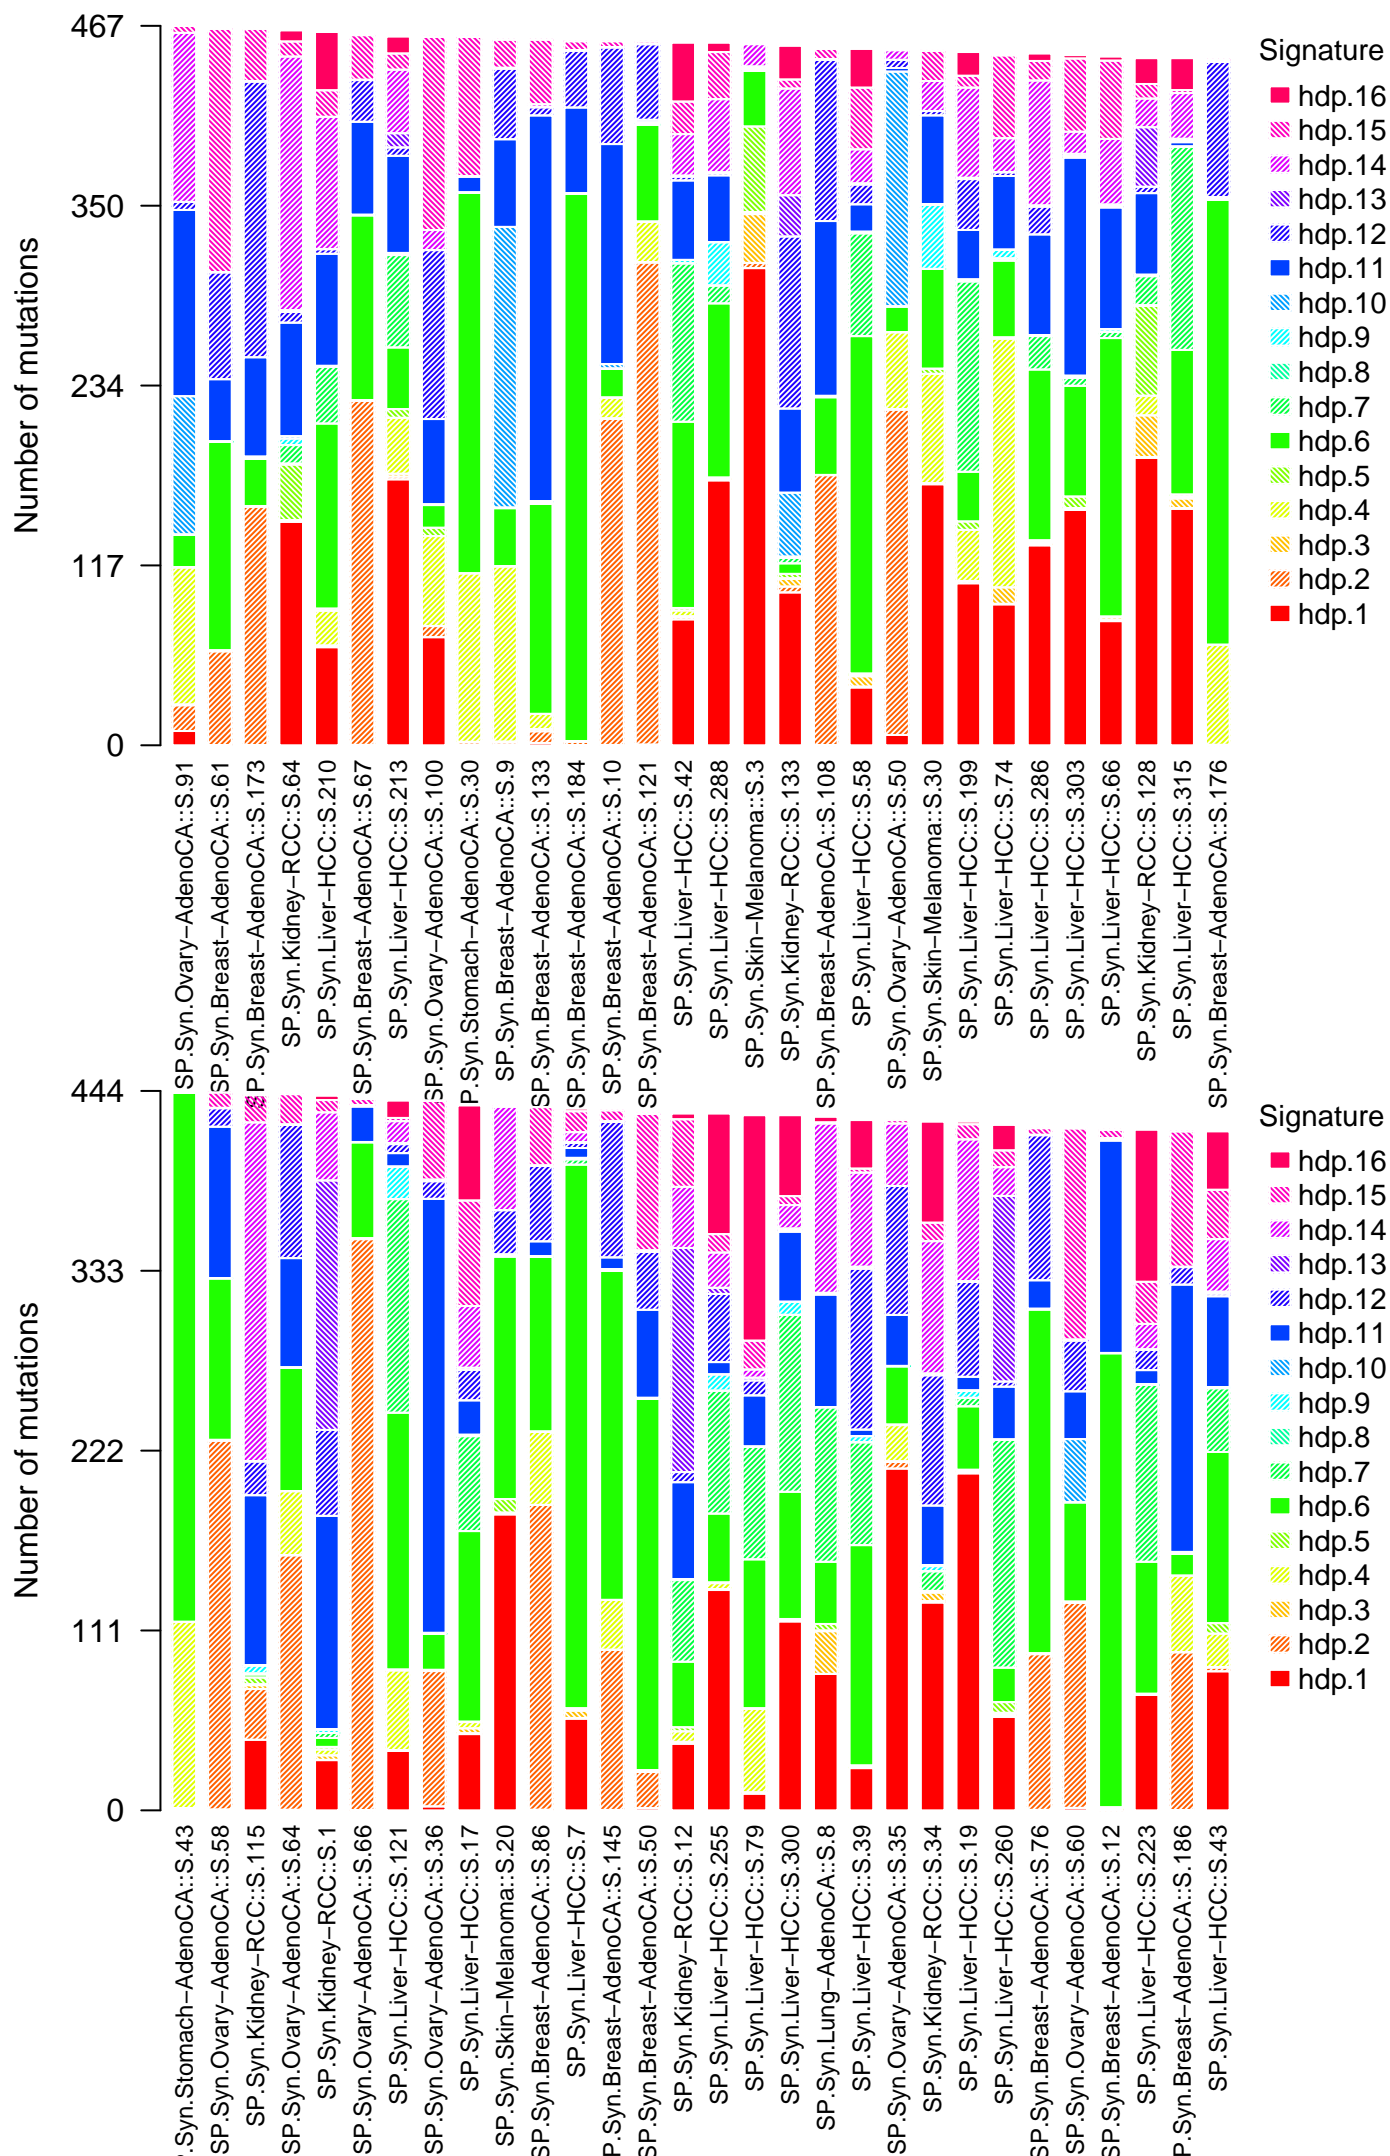 467
350
234
117
0
Number of mutations
Signature
hdp.16
hdp.15
hdp.14
hdp.13
hdp.12
hdp.11
hdp.10
hdp.9
hdp.8
hdp.7
hdp.6
hdp.5
hdp.4
hdp.3
hdp.2
hdp.1
SP.Syn.Ovary−AdenoCA::S.91
SP.Syn.Breast−AdenoCA::S.61
SP.Syn.Breast−AdenoCA::S.173
SP.Syn.Kidney−RCC::S.64
SP.Syn.Liver−HCC::S.210
SP.Syn.Breast−AdenoCA::S.67
SP.Syn.Liver−HCC::S.213
SP.Syn.Ovary−AdenoCA::S.100
P.Syn.Stomach−AdenoCA::S.30
SP.Syn.Breast−AdenoCA::S.9
SP.Syn.Breast−AdenoCA::S.133
SP.Syn.Breast−AdenoCA::S.184
SP.Syn.Breast−AdenoCA::S.10
SP.Syn.Breast−AdenoCA::S.121
SP.Syn.Liver−HCC::S.42
SP.Syn.Liver−HCC::S.288
SP.Syn.Skin−Melanoma::S.3
SP.Syn.Kidney−RCC::S.133
SP.Syn.Breast−AdenoCA::S.108
SP.Syn.Liver−HCC::S.58
SP.Syn.Ovary−AdenoCA::S.50
SP.Syn.Skin−Melanoma::S.30
SP.Syn.Liver−HCC::S.199
SP.Syn.Liver−HCC::S.74
SP.Syn.Liver−HCC::S.286
SP.Syn.Liver−HCC::S.303
SP.Syn.Liver−HCC::S.66
SP.Syn.Kidney−RCC::S.128
SP.Syn.Liver−HCC::S.315
SP.Syn.Breast−AdenoCA::S.176
444
333
222
111
0
Number of mutations
Signature
hdp.16
hdp.15
hdp.14
hdp.13
hdp.12
hdp.11
hdp.10
hdp.9
hdp.8
hdp.7
hdp.6
hdp.5
hdp.4
hdp.3
hdp.2
hdp.1
P.Syn.Stomach−AdenoCA::S.43
SP.Syn.Ovary−AdenoCA::S.58
SP.Syn.Kidney−RCC::S.115
SP.Syn.Ovary−AdenoCA::S.64
SP.Syn.Kidney−RCC::S.1
SP.Syn.Ovary−AdenoCA::S.66
SP.Syn.Liver−HCC::S.121
SP.Syn.Ovary−AdenoCA::S.36
SP.Syn.Liver−HCC::S.17
SP.Syn.Skin−Melanoma::S.20
SP.Syn.Breast−AdenoCA::S.86
SP.Syn.Liver−HCC::S.7
P.Syn.Breast−AdenoCA::S.145
SP.Syn.Breast−AdenoCA::S.50
SP.Syn.Kidney−RCC::S.12
SP.Syn.Liver−HCC::S.255
SP.Syn.Liver−HCC::S.79
SP.Syn.Liver−HCC::S.300
SP.Syn.Lung−AdenoCA::S.8
SP.Syn.Liver−HCC::S.39
SP.Syn.Ovary−AdenoCA::S.35
SP.Syn.Kidney−RCC::S.34
SP.Syn.Liver−HCC::S.19
SP.Syn.Liver−HCC::S.260
SP.Syn.Breast−AdenoCA::S.76
SP.Syn.Ovary−AdenoCA::S.60
SP.Syn.Breast−AdenoCA::S.12
SP.Syn.Liver−HCC::S.223
SP.Syn.Breast−AdenoCA::S.186
SP.Syn.Liver−HCC::S.43